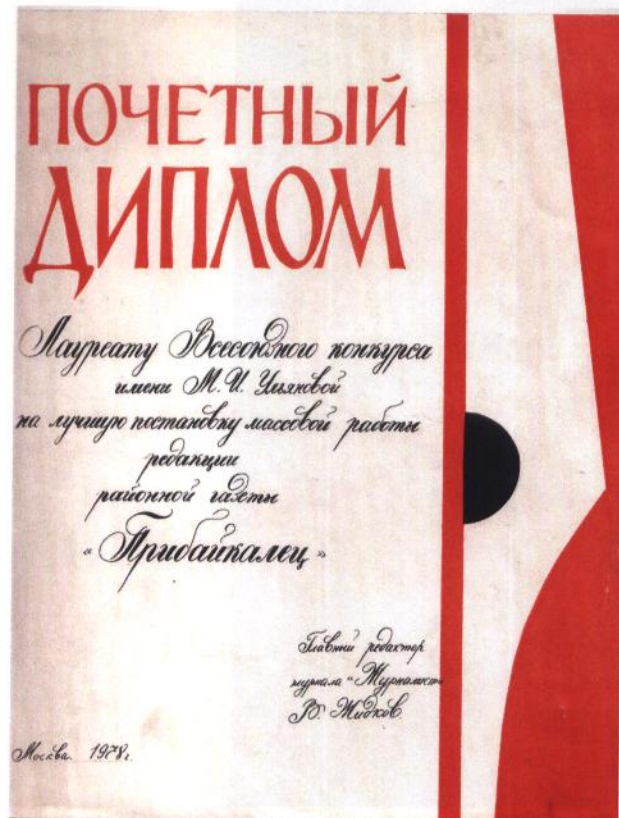 ПОЧЕТНЫЙ
ДИПЛОМ
Лауреату Всесоюзного конкурса
имени М. И. Ульяновой
на лучшую постановку массовой работы
редакции
районной газеты
«Прибайкалец»
Главный редактор
журнала "Журналист"
В. Жидков
Москва. 1978г.